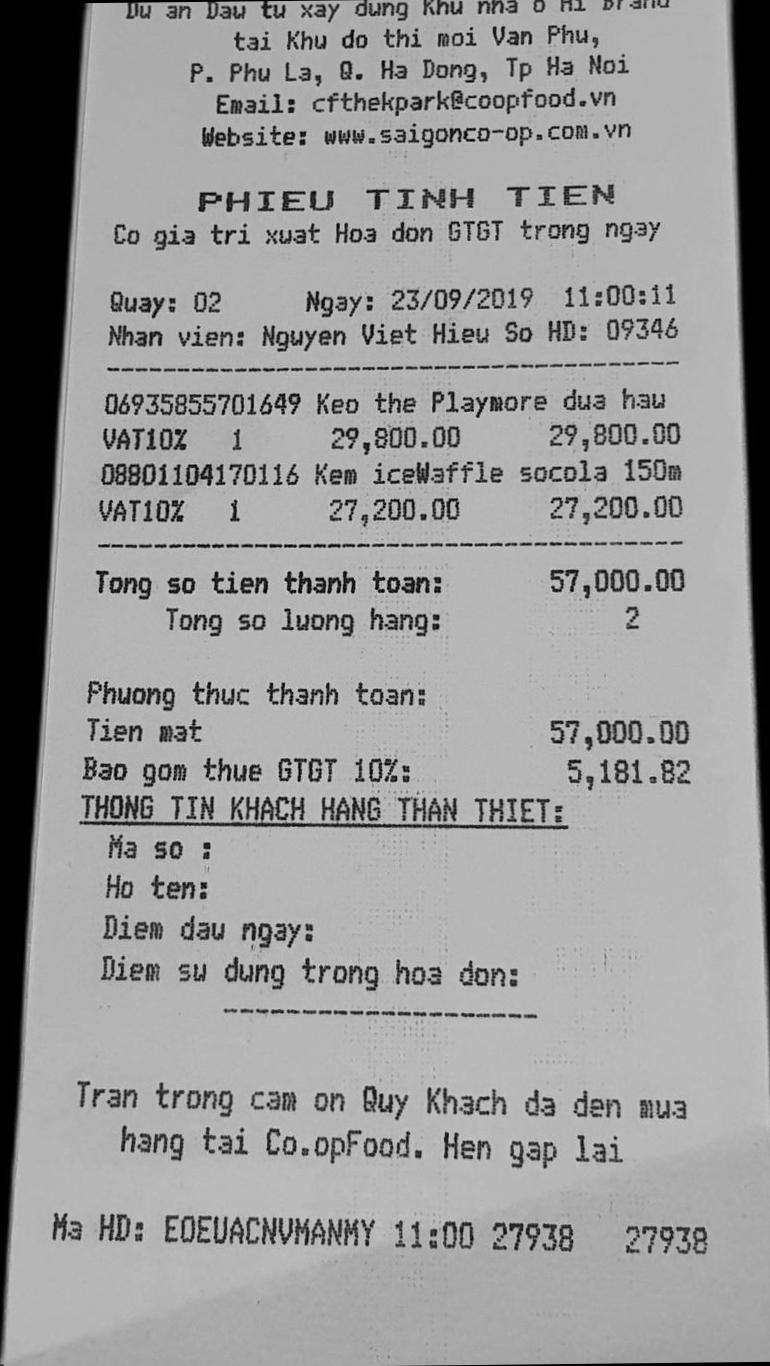 Du an Dau tu xay dung Khu nha o Hi Brand
tai Khu do thi moi Van Phu,
P. Phu La, Q. Ha Dong, Tp Ha Noi
Email: cfthekpark@coopfood.vn
Website: www.saigonco-op.com.vn
PHIEU TINH TIEN
Co gia tri xuat Hoa don GTGT trong ngay
Quay: 02 Ngay: 23/09/2019 11:00:11
Nhan vien: Nguyen Viet Hieu So HD: 09346
06935855701649 Keo the Playmore dua hau
VAT10% 1 29,800.00 29,800.00
08801104170116 Kem iceWaffle socola 150m
VAT10% 1 27,200.00 27,200.00
Tong so tien thanh toan: 57,000.00
Tong so luong hang: 2
Phuong thuc thanh toan:
Tien mat 57,000.00
Bao gom thue GTGT 10%: 5,181.82
THONG TIN KHACH HANG THAN THIET:
Ma so :
Ho ten:
Diem dau ngay:
Diem su dung trong hoa don:
Tran trong cam on Quy Khach da den mua
hang tai Co.opFood. Hen gap lai
Ma HD: EOEUACNVMANMY 11:00 27938 27938